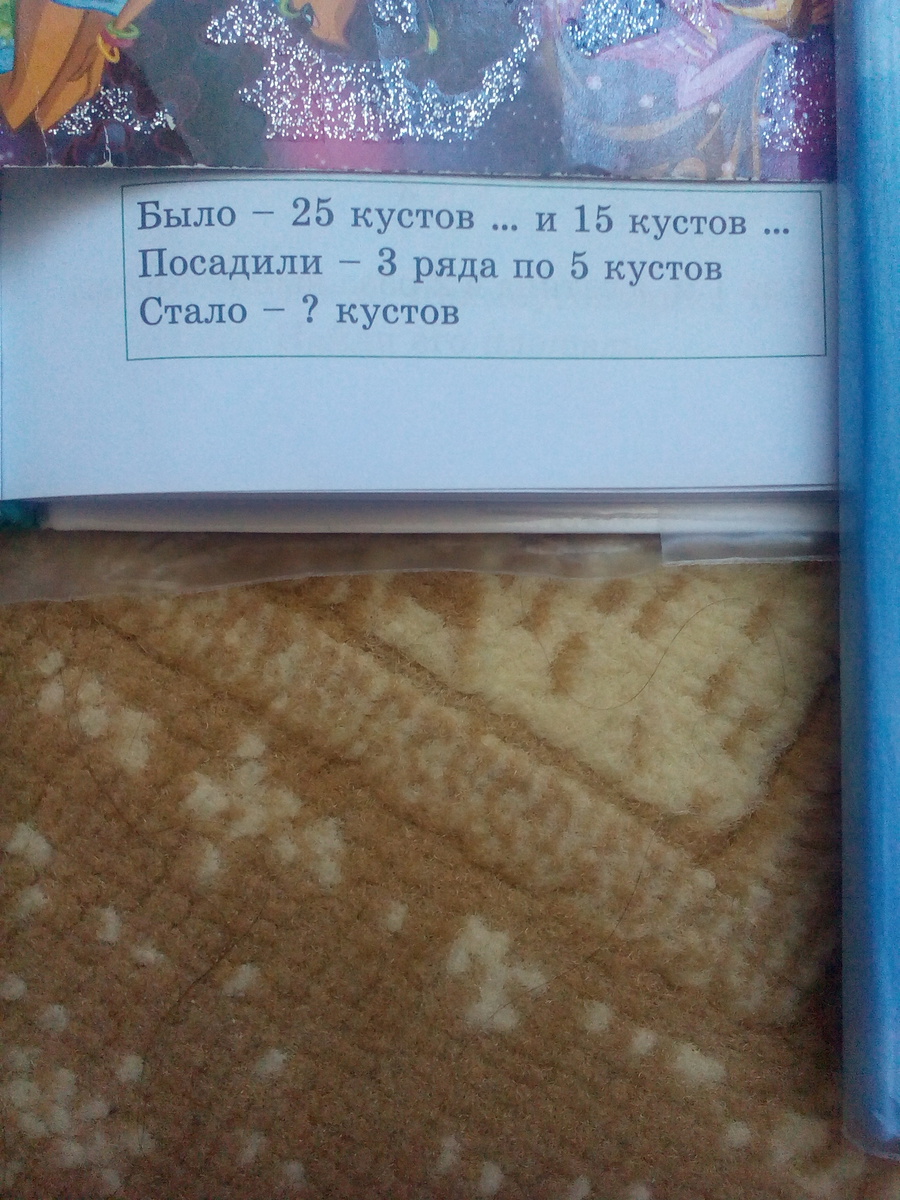 Было – 25 кустов ... и 15 кустов ...
Посадили – 3 ряда по 5 кустов
Стало – ? кустов